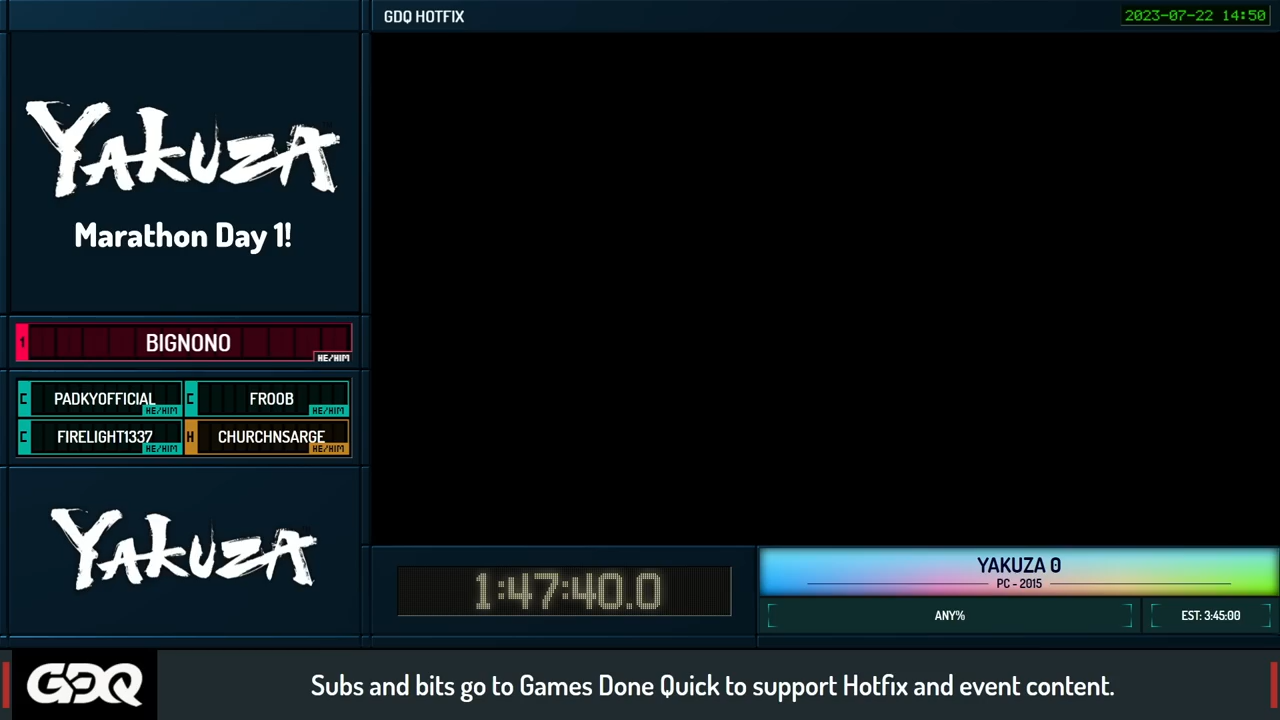 GDQ HOTFIX
2023-07-22 14:50
YAKUZA
Marathon Day 1!
1
BIGNONO
HE/HIM
C
PADKYOFFICIAL
HE/HIM
C
FROOB
HE/HIM
C
FIRELIGHT1337
HE/HIM
H
CHURCHNSARGE
HE/HIM
YAKUZA
1:47:40.0
YAKUZA 0
PC - 2015
ANY%
EST: 3:45:00
GDQ
Subs and bits go to Games Done Quick to support Hotfix and event content.